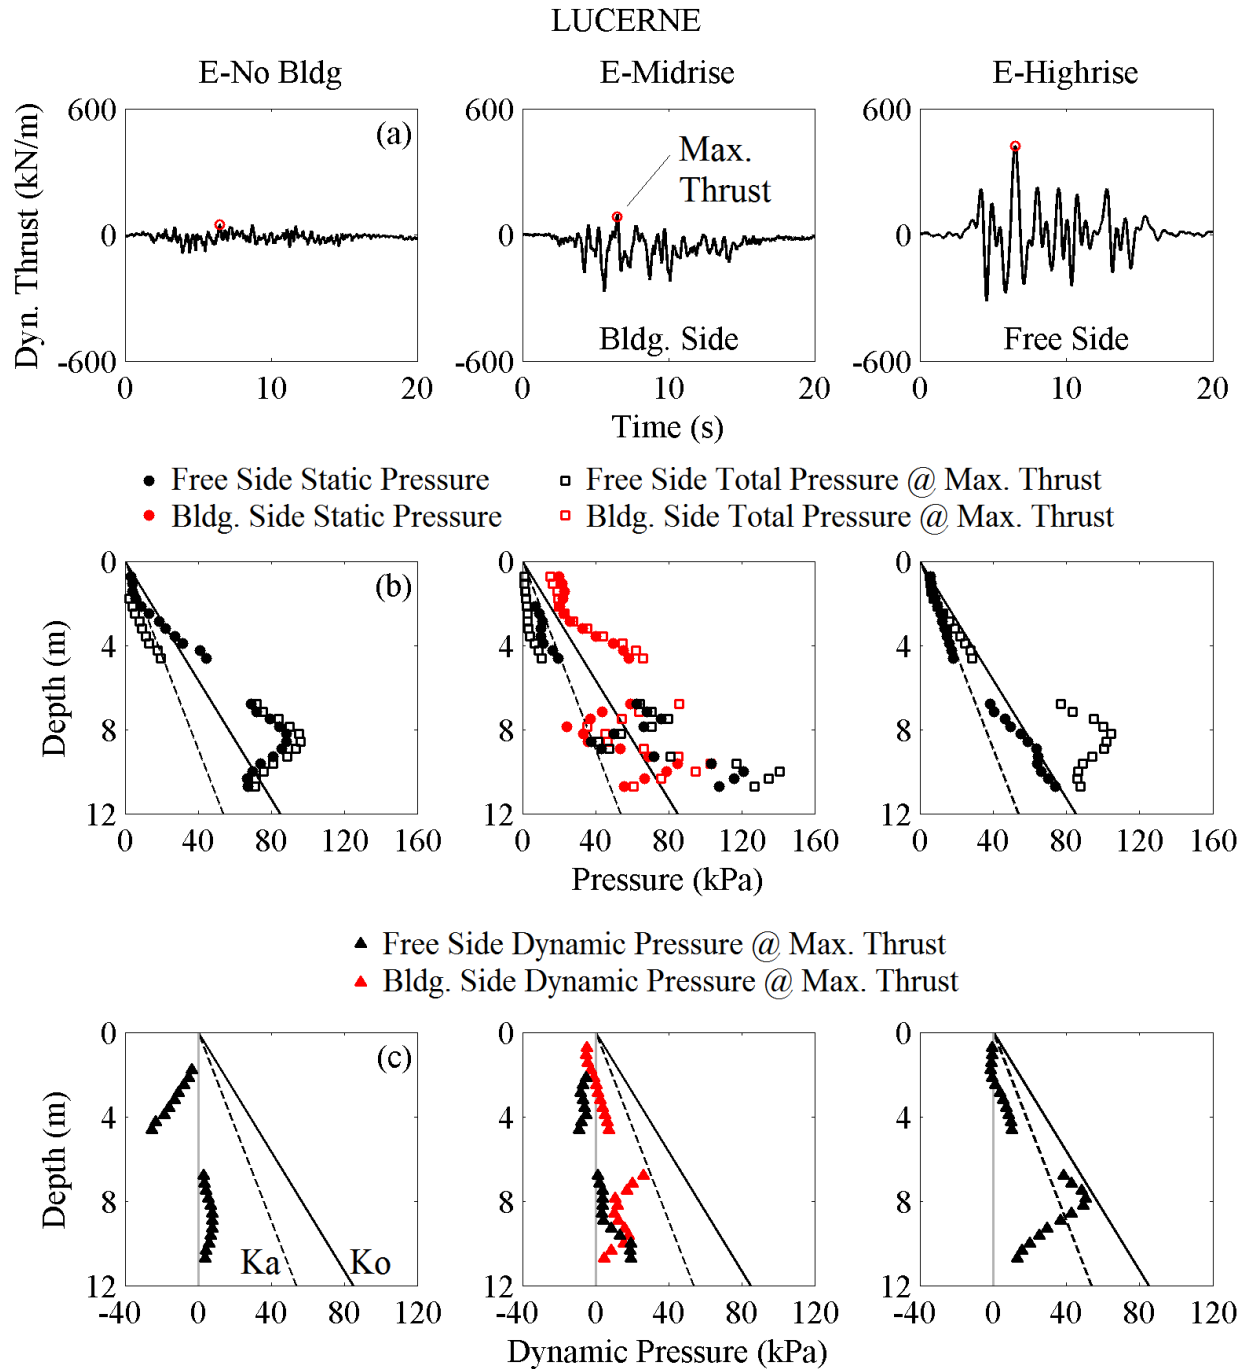 LUCERNE
E-No Bldg
E-Midrise
E-Highrise
Dyn. Thrust (kN/m)
600
0
-600
(a)
0 10 20
600
0
-600
Max.
Thrust
Bldg. Side
0 10 20
600
0
-600
Free Side
0 10 20
Time (s)
Free Side Static Pressure
Free Side Total Pressure @ Max. Thrust
Bldg. Side Static Pressure
Bldg. Side Total Pressure @ Max. Thrust
Depth (m)
0
4
8
12
(b)
0 40 80 120 160
0
4
8
12
0 40 80 120 160
0
4
8
12
0 40 80 120 160
Pressure (kPa)
Free Side Dynamic Pressure @ Max. Thrust
Bldg. Side Dynamic Pressure @ Max. Thrust
Depth (m)
0
4
8
12
(c)
Ka
Ko
-40 0 40 80 120
0
4
8
12
-40 0 40 80 120
0
4
8
12
-40 0 40 80 120
Dynamic Pressure (kPa)